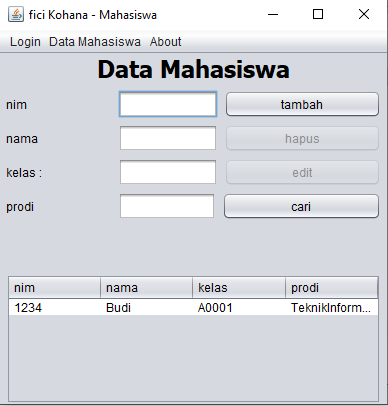 fici Kohana - Mahasiswa
Login Data Mahasiswa About
Data Mahasiswa
nim tambah
nama hapus
kelas : edit
prodi cari
nim nama kelas prodi
1234 Budi A0001 TeknikInform...